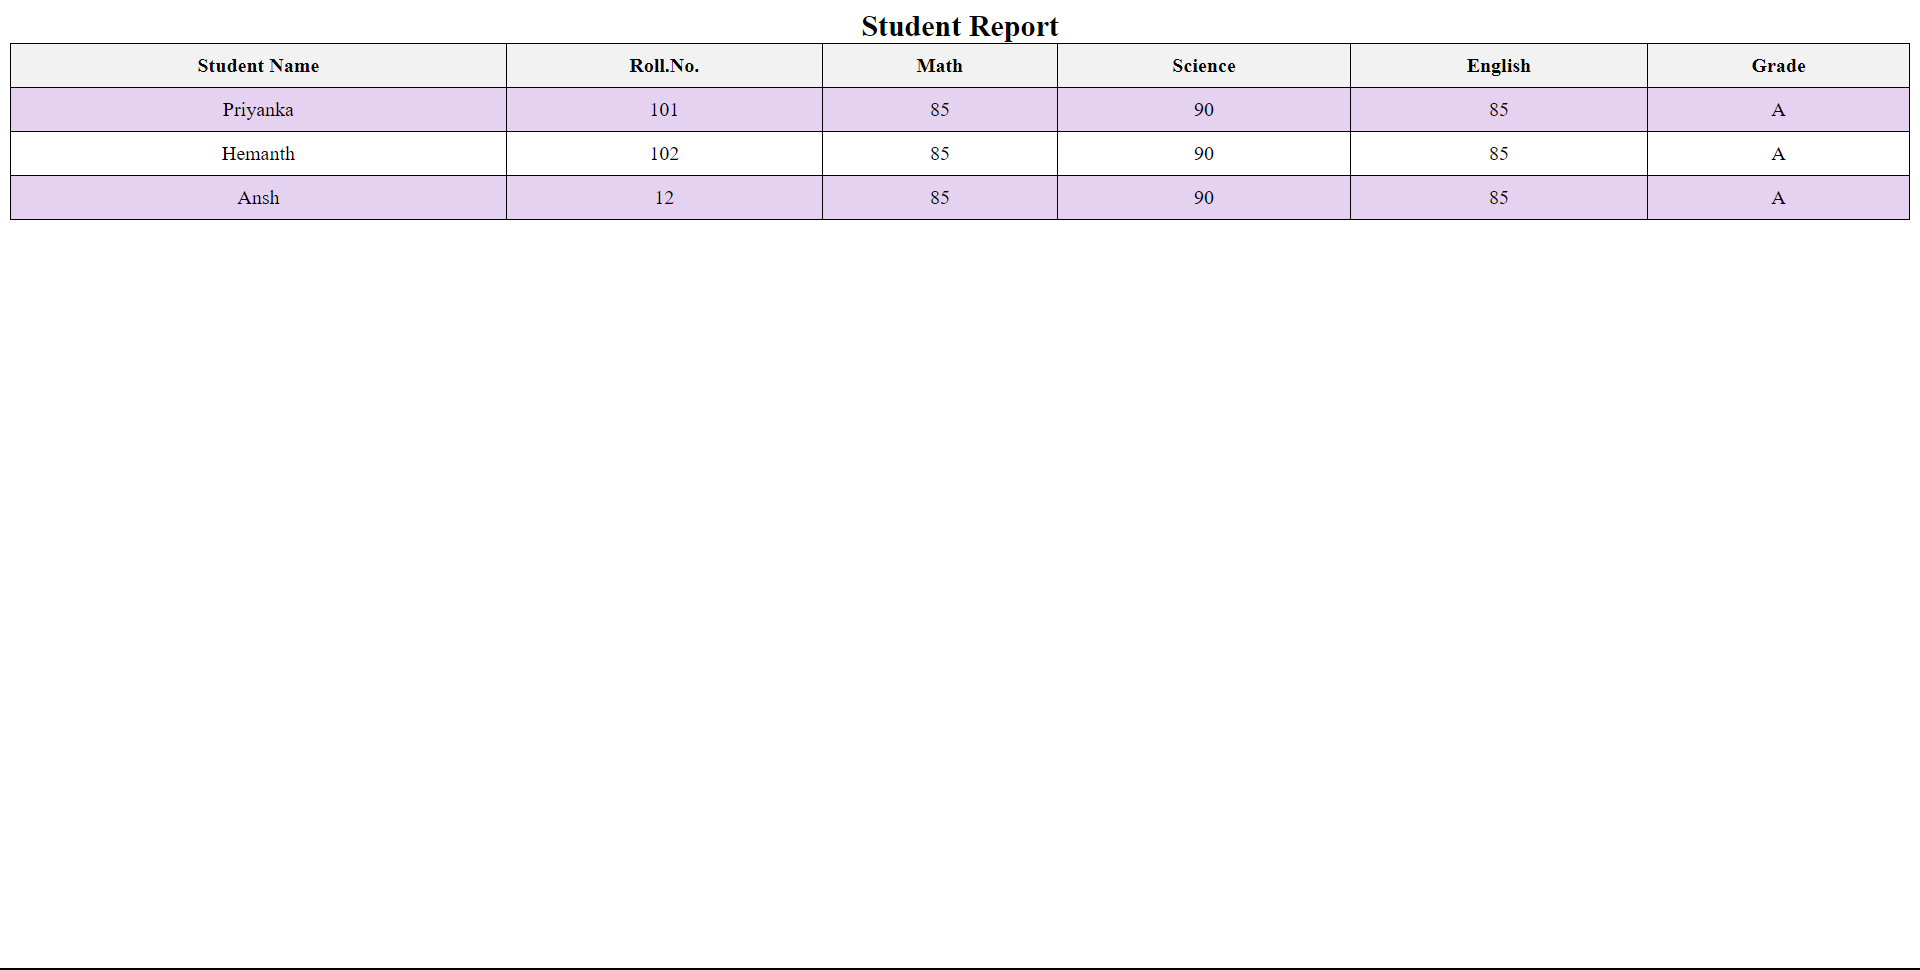 Student Report
Student Name Roll.No. Math Science English Grade
Priyanka 101 85 90 85 A
Hemanth 102 85 90 85 A
Ansh 12 85 90 85 A